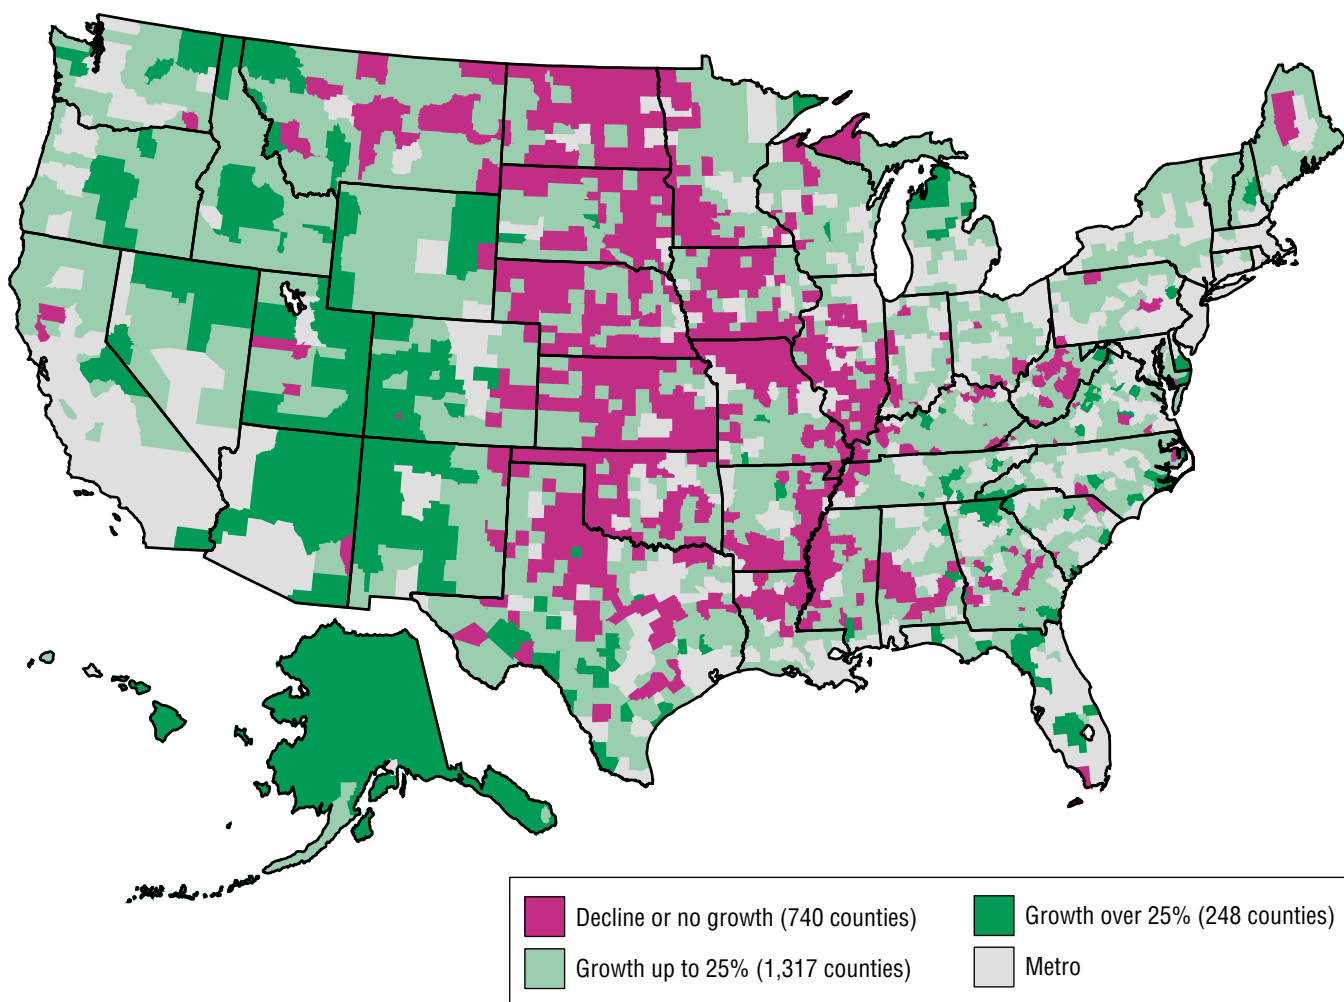 Decline or no growth (740 counties)
Growth up to 25% (1,317 counties)
Growth over 25% (248 counties)
Metro